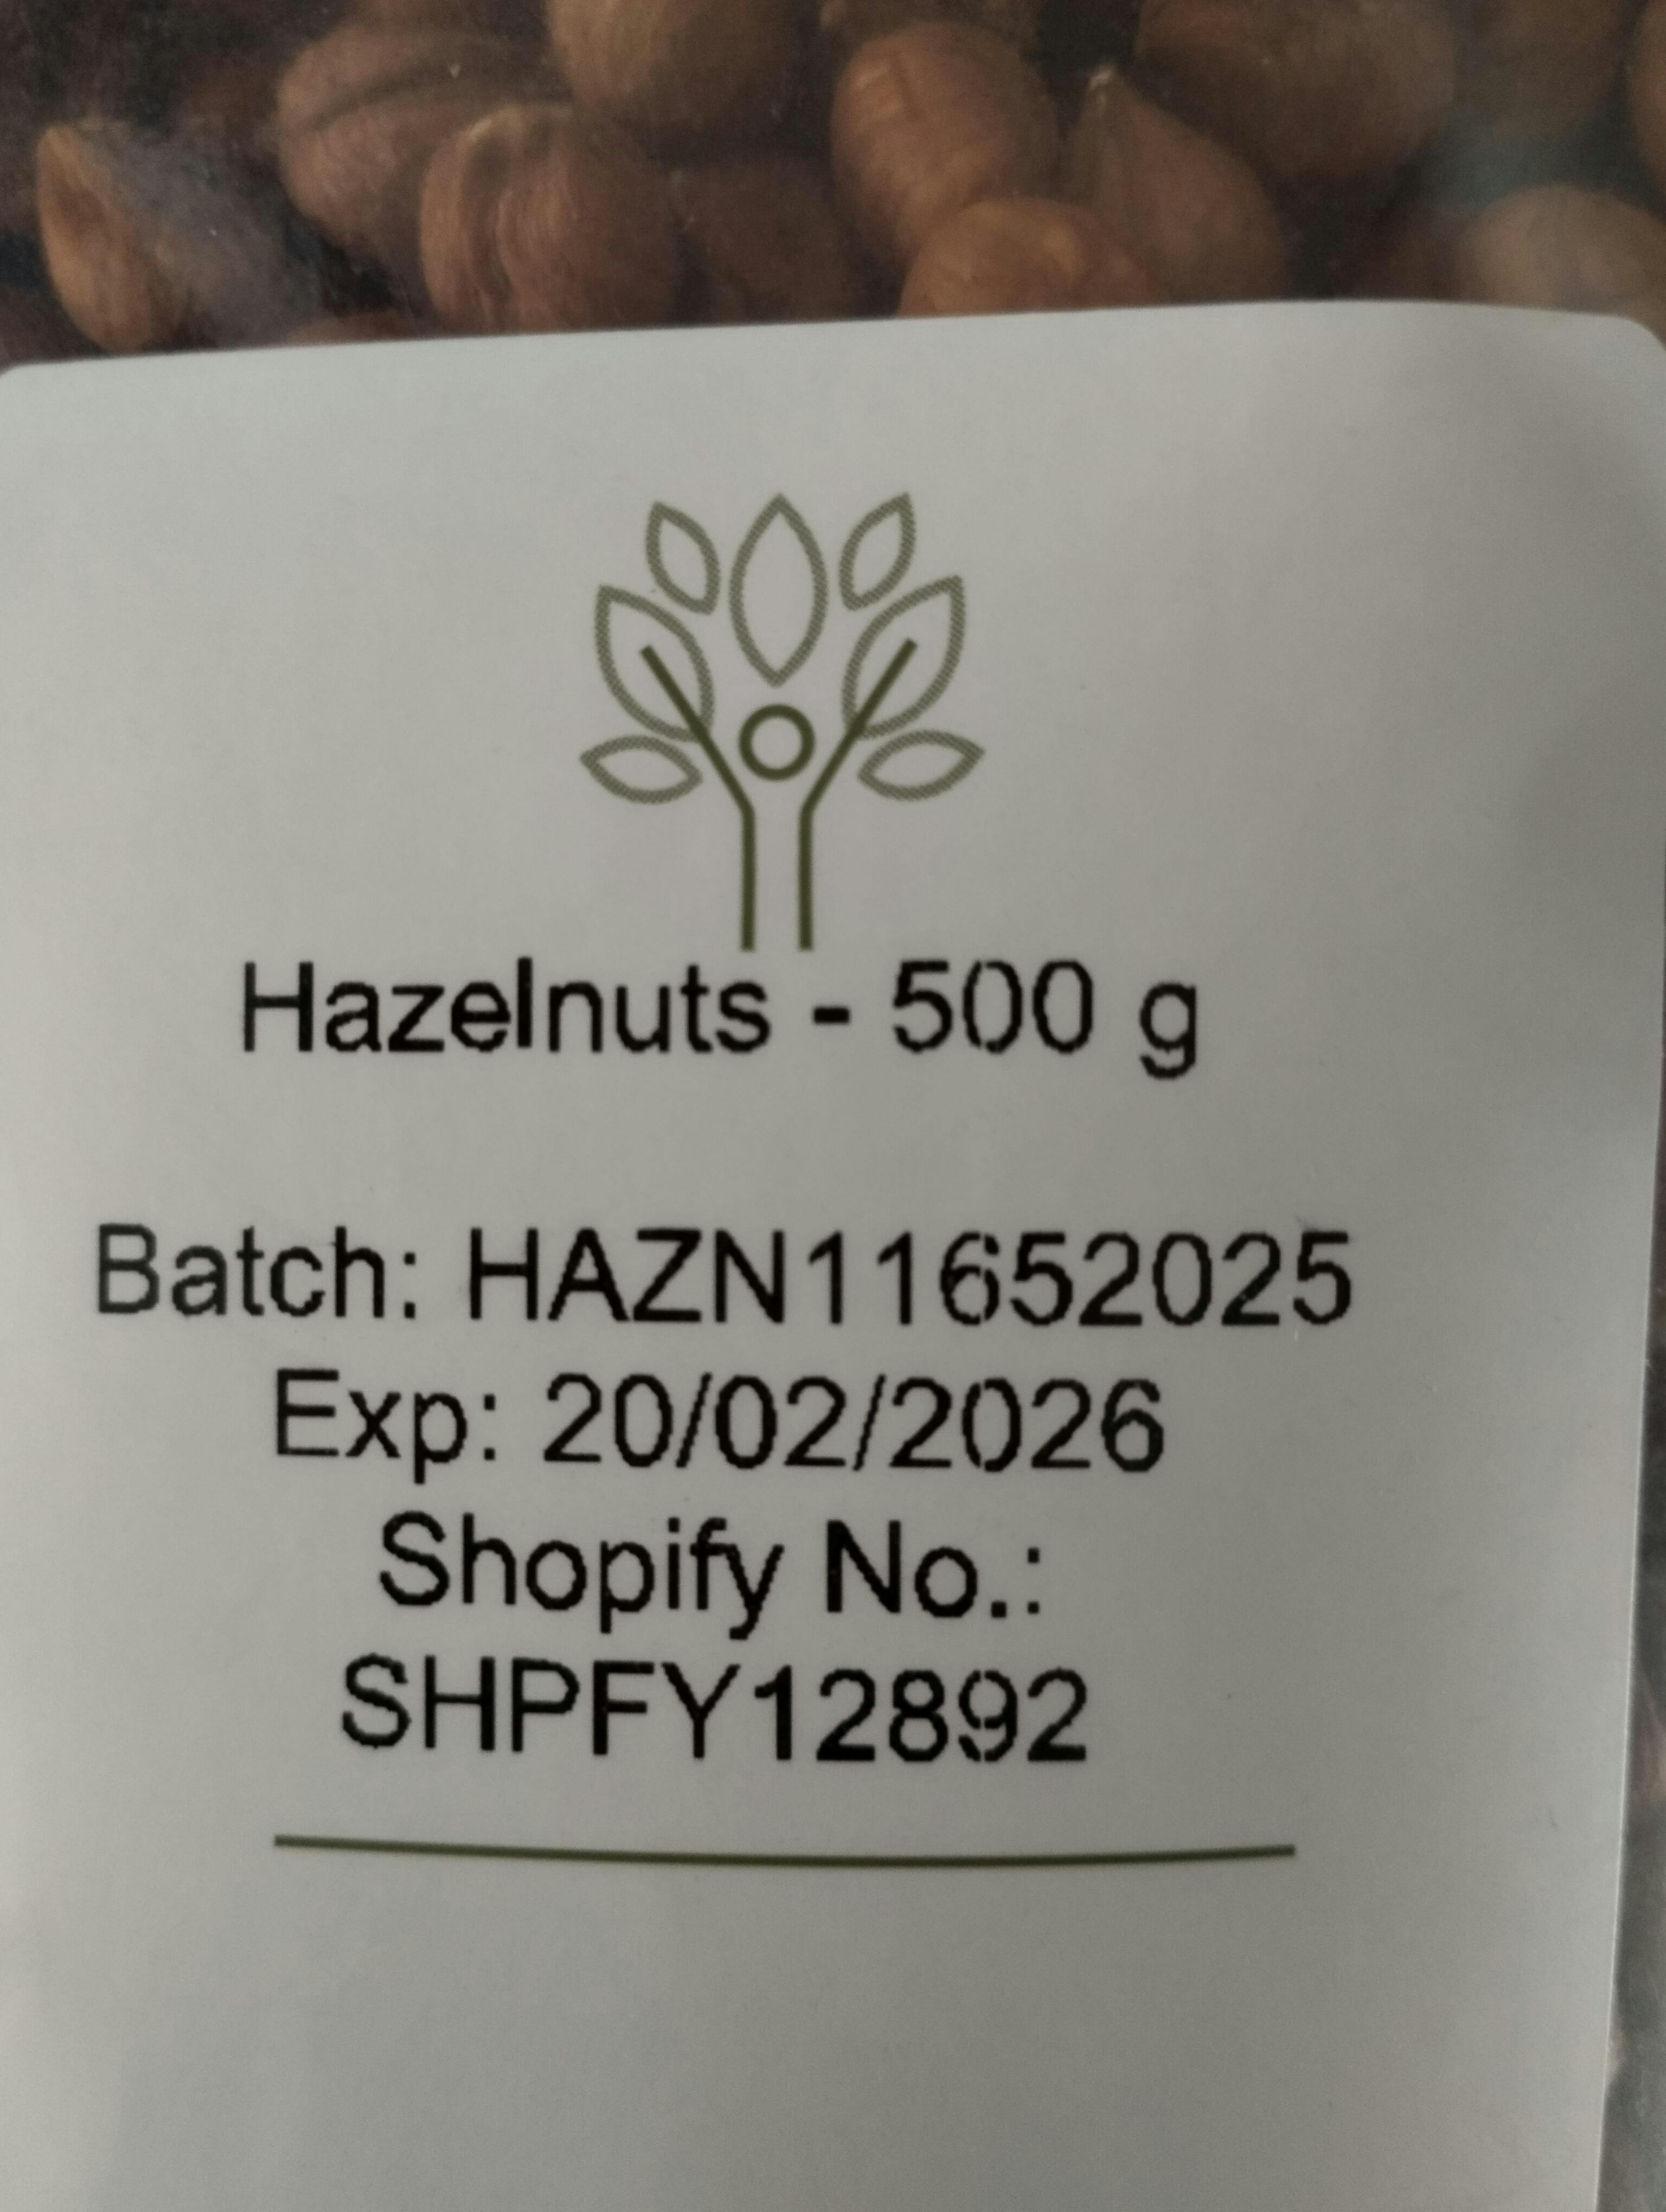 Hazelnuts - 500 g
Batch: HAZN11652025
Exp: 20/02/2026
Shopify No.:
SHPFY12892